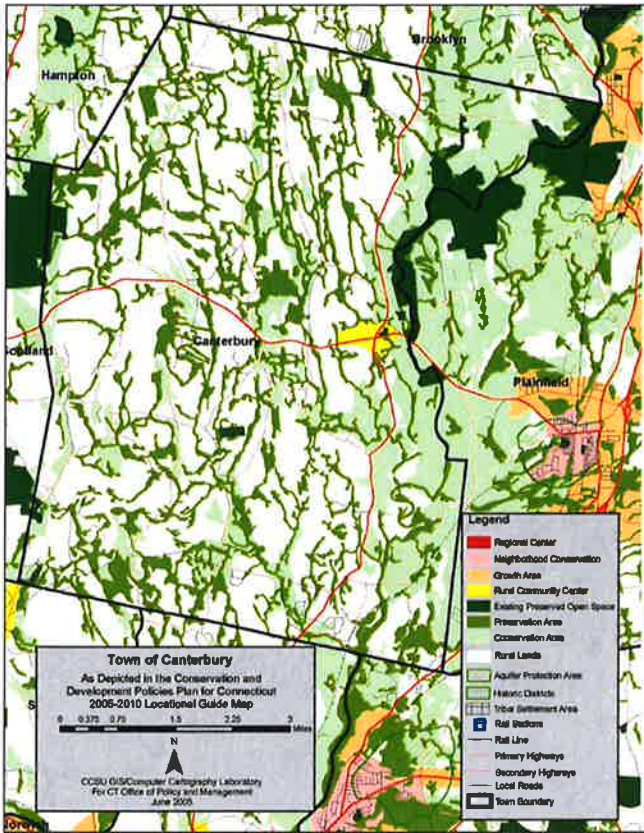 Brooklyn
Hampton
Canterbury
Plainfield
Legend
Regional Center
Neighborhood Conservation
Growth Area
Rural Community Center
Existing Preserved Open Space
Preservation Area
Conservation Area
Rural Lands
Aquifer Protection Area
Historic Districts
Tribal Settlement Area
Rail Stations
Rail Line
Primary Highways
Secondary Highways
Local Roads
Town Boundary
Town of Canterbury
As Depicted in the Conservation and
Development Policies Plan for Connecticut
2005-2010 Locational Guide Map
0 0.375 0.75 1.5 2.25 3
Miles
N
CCSU GIS/Computer Cartography Laboratory
For CT Office of Policy and Management
June 2005